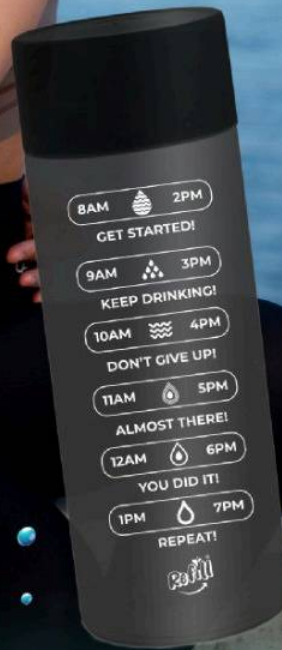 8AM 2PM
GET STARTED!
9AM 3PM
KEEP DRINKING!
10AM 4PM
DON'T GIVE UP!
11AM 5PM
ALMOST THERE!
12AM 6PM
YOU DID IT!
1PM 7PM
REPEAT!
Refill